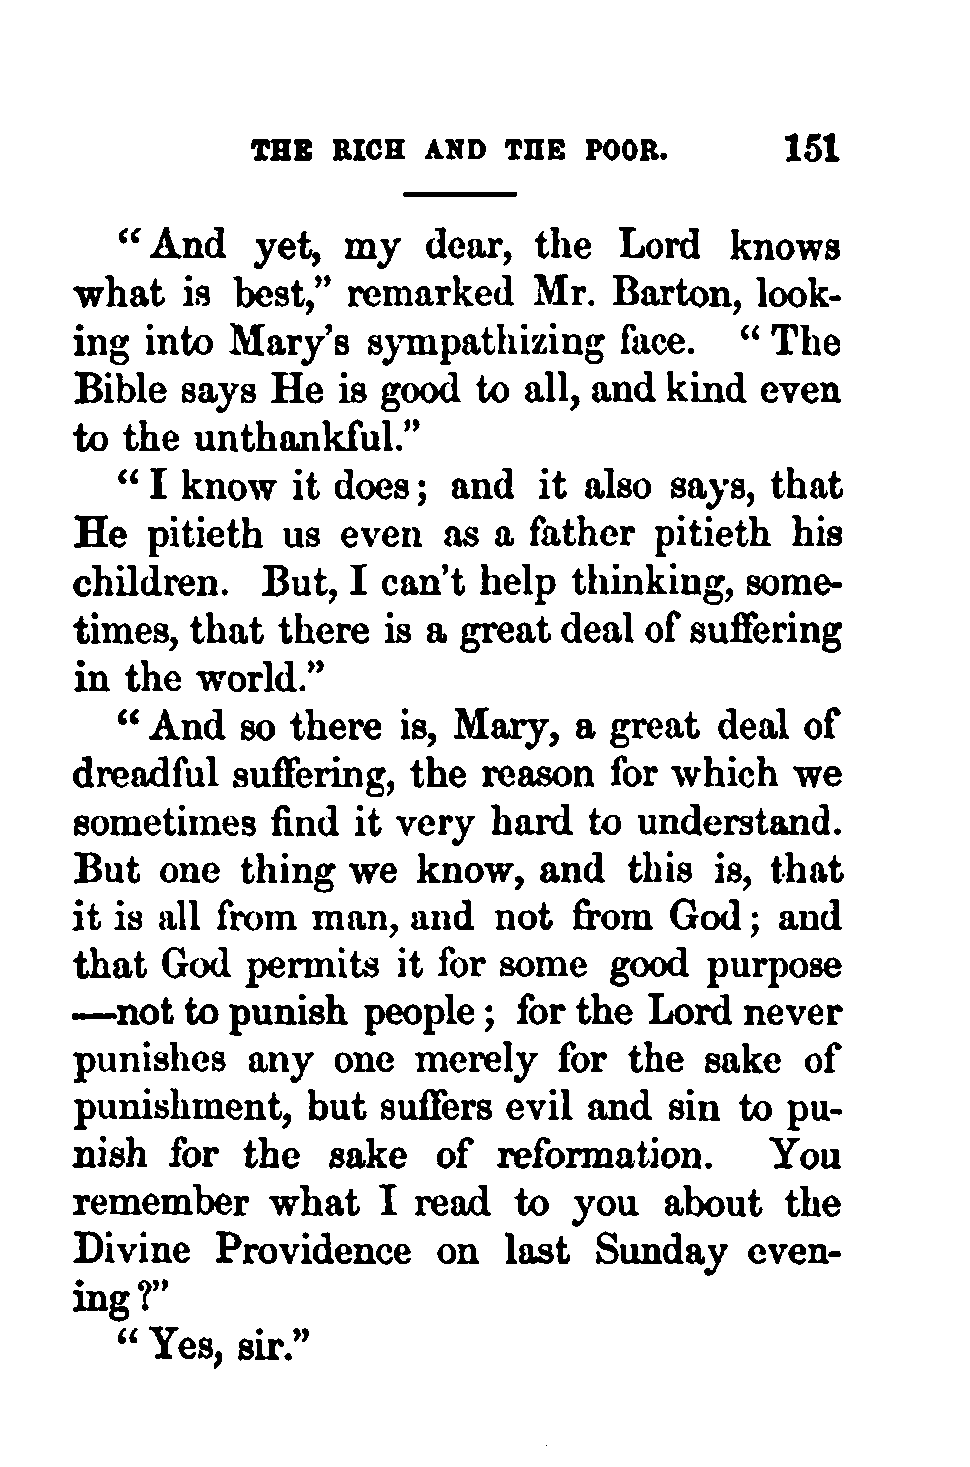 THE RICH AND THE POOR. 151
“And yet, my dear, the Lord knows
what is best,” remarked Mr. Barton, look-
ing into Mary’s sympathizing face. “The
Bible says He is good to all, and kind even
to the unthankful.”
“I know it does; and it also says, that
He pitieth us even as a father pitieth his
children. But, I can’t help thinking, some-
times, that there is a great deal of suffering
in the world.”
“And so there is, Mary, a great deal of
dreadful suffering, the reason for which we
sometimes find it very hard to understand.
But one thing we know, and this is, that
it is all from man, and not from God; and
that God permits it for some good purpose
—not to punish people; for the Lord never
punishes any one merely for the sake of
punishment, but suffers evil and sin to pu-
nish for the sake of reformation. You
remember what I read to you about the
Divine Providence on last Sunday even-
ing?”
“Yes, sir.”